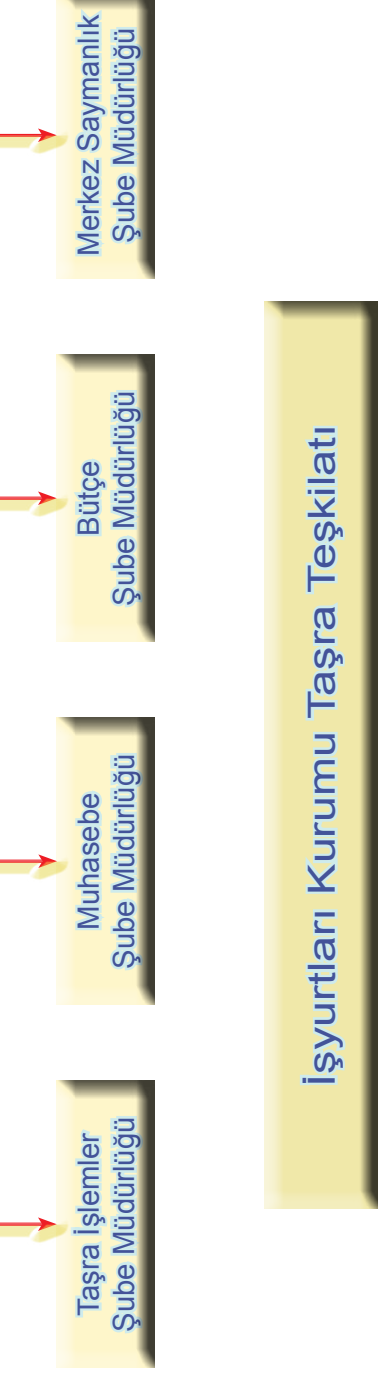 Taşra İşlemler
Şube Müdürlüğü
Muhasebe
Şube Müdürlüğü
Bütçe
Şube Müdürlüğü
Merkez Saymanlık
Şube Müdürlüğü
İşyurtları Kurumu Taşra Teşkilatı